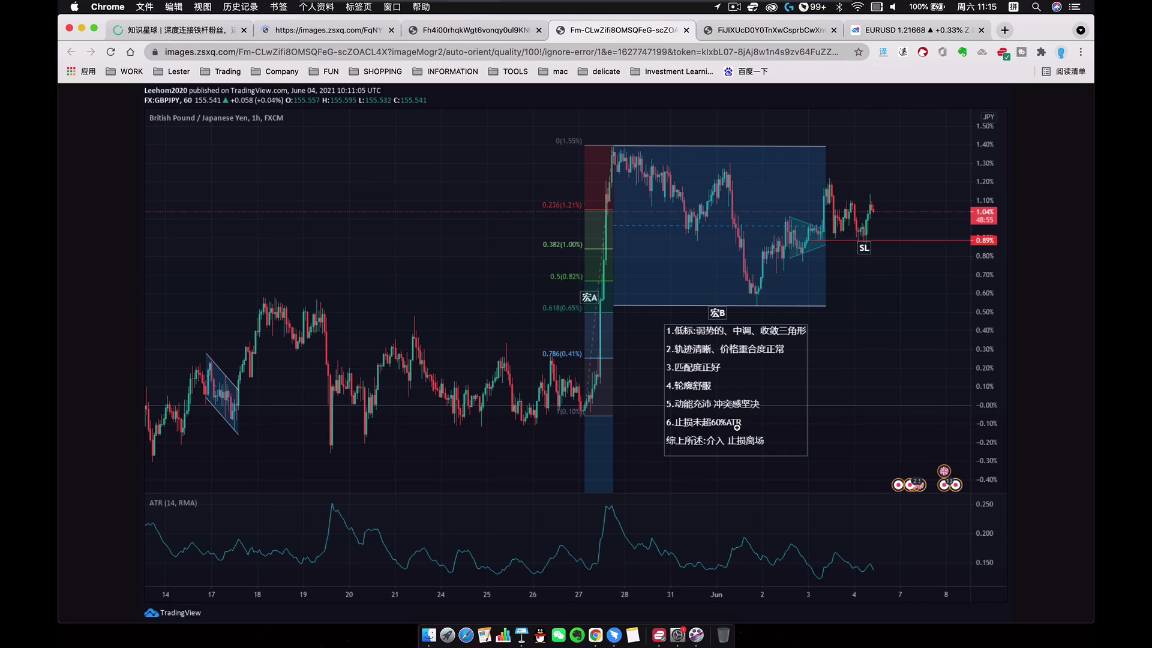 Chrome 文件 编辑 视图 历史记录 书签 个人资料 标签页 窗口 帮助 99+ 100% 周六 11:15
知识星球 | 深度连接铁杆粉丝, https://images.zsxq.com/FqNY Fm-CLwZifi8OMSQFeG-scZOACL EURUSD 1.21668 ▲ +0.33% Z
images.zsxq.com/Fm-CLwZifi8OMSQFeG-scZOACL4X?imageMogr2/auto-orient/quality/100!/ignore-error/1&e=1627747199&token=
应用 WORK Lester Trading Company FUN SHOPPING INFORMATION TOOLS mac delicate Investment Learni... 百度一下 阅读清单
Leehom2020 published on TradingView.com, June 04, 2021 10:11:05 UTC
FX:GBPJPY, 60 155.541 ▲ +0.058 (+0.04%) O:155.557 H:155.595 L:155.532 C:155.541
British Pound / Japanese Yen, 1h, FXCM
JPY
1.50%
1.40%
1.30%
1.20%
1.10%
1.04%
48:55
0.89%
0.80%
0.70%
0.60%
0.50%
0.40%
0.30%
0.20%
0.10%
-0.00%
-0.10%
-0.20%
-0.30%
-0.40%
0(1.55%)
0.236(1.21%)
0.382(1.00%)
0.5(0.82%)
0.618(0.65%)
0.786(0.41%)
1(0.10%)
宏A
宏B
SL
1.低标:弱势的、中调、收敛三角形
2.轨迹清晰、价格重合度正常
3.匹配度正好
4.轮廓舒服
5.动能充沛 冲突感坚决
6.止损未超60%ATR
综上所述:介入 止损离场
ATR (14, RMA)
0.250
0.200
0.150
14 17 18 19 20 21 24 25 26 27 28 31 Jun 2 3 4 7 8
TradingView